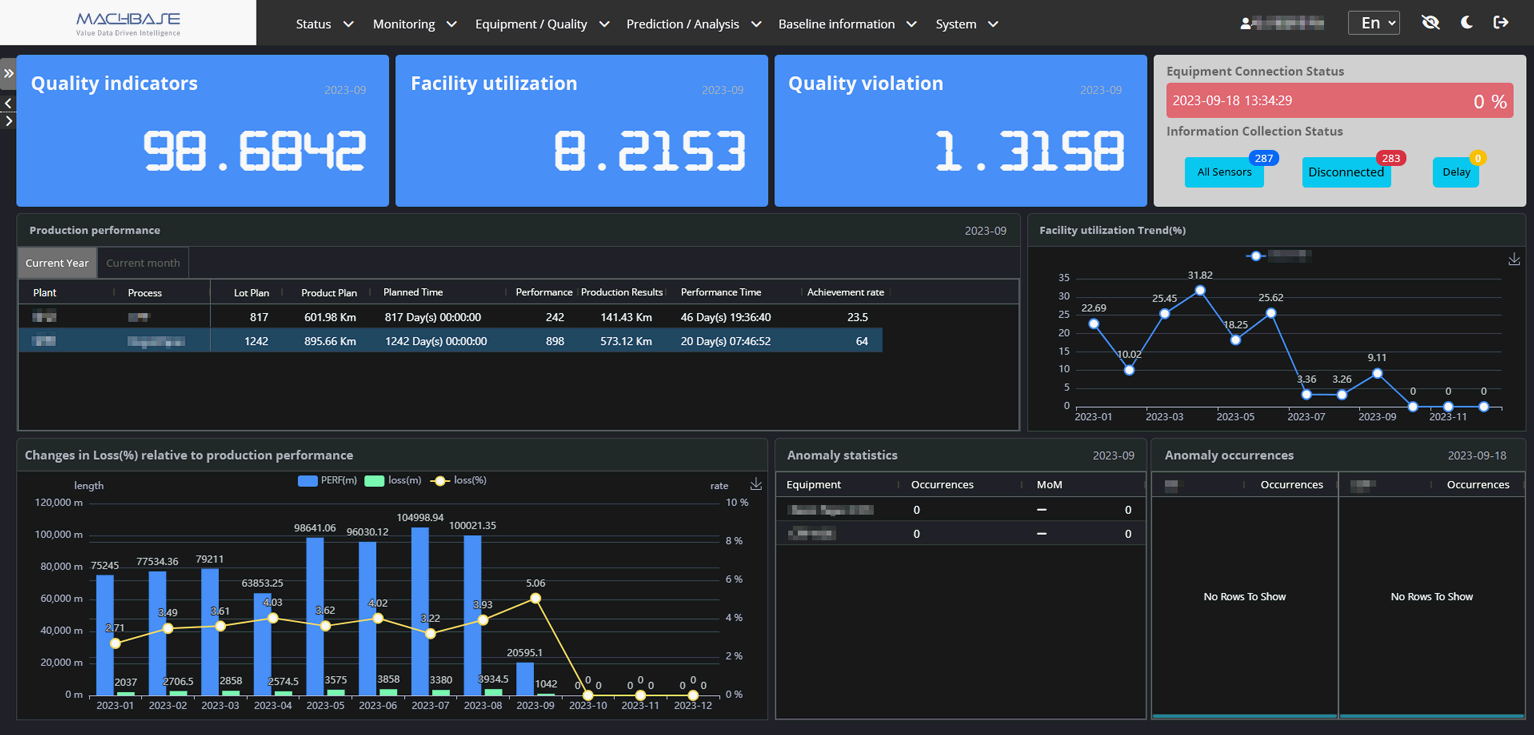 MACHBASE
Value Data Driven Intelligence
Status Monitoring Equipment / Quality Prediction / Analysis Baseline information System En
Quality indicators
2023-09
98.6842
Facility utilization
2023-09
8.2153
Quality violation
2023-09
1.3158
Equipment Connection Status
2023-09-18 13:34:29 0 %
Information Collection Status
287 283 0
All Sensors Disconnected Delay
Production performance 2023-09
Current Year Current month
Plant Process Lot Plan Product Plan Planned Time Performance Production Results Performance Time Achievement rate
817 601.98 Km 817 Day(s) 00:00:00 242 141.43 Km 46 Day(s) 19:36:40 23.5
1242 895.66 Km 1242 Day(s) 00:00:00 898 573.12 Km 20 Day(s) 07:46:52 64
Facility utilization Trend(%)
35
30
25
20
15
10
5
0
22.69 10.02 25.45 31.82 18.25 25.62 3.36 3.26 9.11 0 0 0
2023-01 2023-03 2023-05 2023-07 2023-09 2023-11
Changes in Loss(%) relative to production performance
PERF(m) loss(m) loss(%)
length rate
120,000 m 10 %
100,000 m 8 %
80,000 m 6 %
60,000 m 4 %
40,000 m 2 %
20,000 m 0 %
0 m
75245 77534.36 79211 63853.25 98641.06 96030.12 104998.94 100021.35 20595.1 0 0 0
2.71 3.49 3.61 4.03 3.62 4.02 3.22 3.93 5.06 0 0 0
2037 2706.5 2858 2574.5 3575 3858 3380 3934.5 1042 0 0 0
2023-01 2023-02 2023-03 2023-04 2023-05 2023-06 2023-07 2023-08 2023-09 2023-10 2023-11 2023-12
Anomaly statistics 2023-09
Equipment Occurrences MoM
0 — 0
0 — 0
Anomaly occurrences 2023-09-18
Occurrences Occurrences
No Rows To Show No Rows To Show